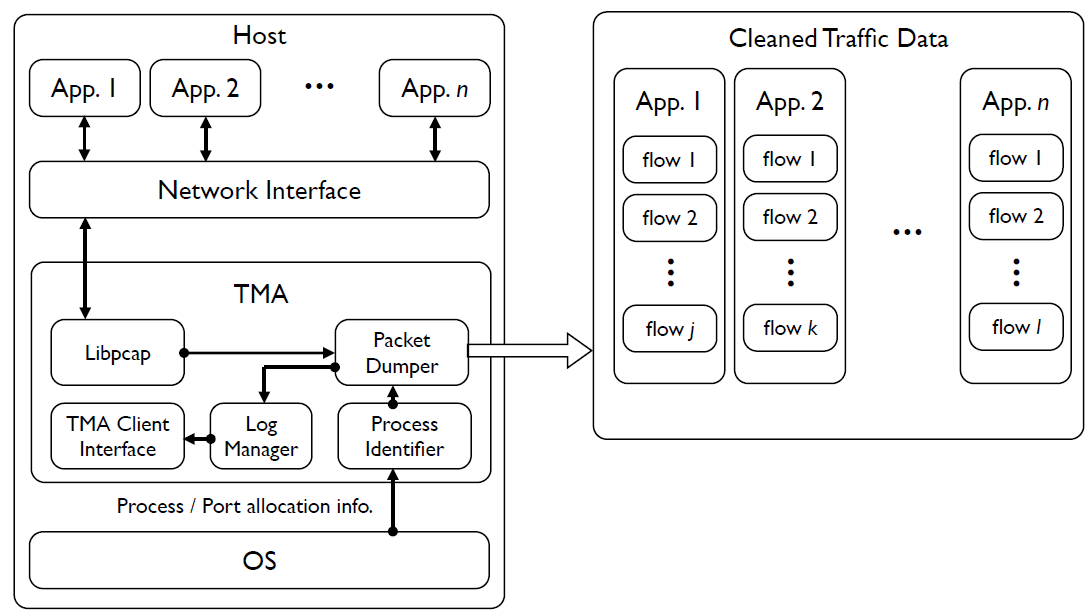 Host
App. 1
App. 2
...
App. n
Network Interface
TMA
Libpcap
Packet
Dumper
TMA Client
Interface
Log
Manager
Process
Identifier
Process / Port allocation info.
OS
Cleaned Traffic Data
App. 1
flow 1
flow 2
⋮
flow j
App. 2
flow 1
flow 2
⋮
flow k
...
App. n
flow 1
flow 2
⋮
flow l